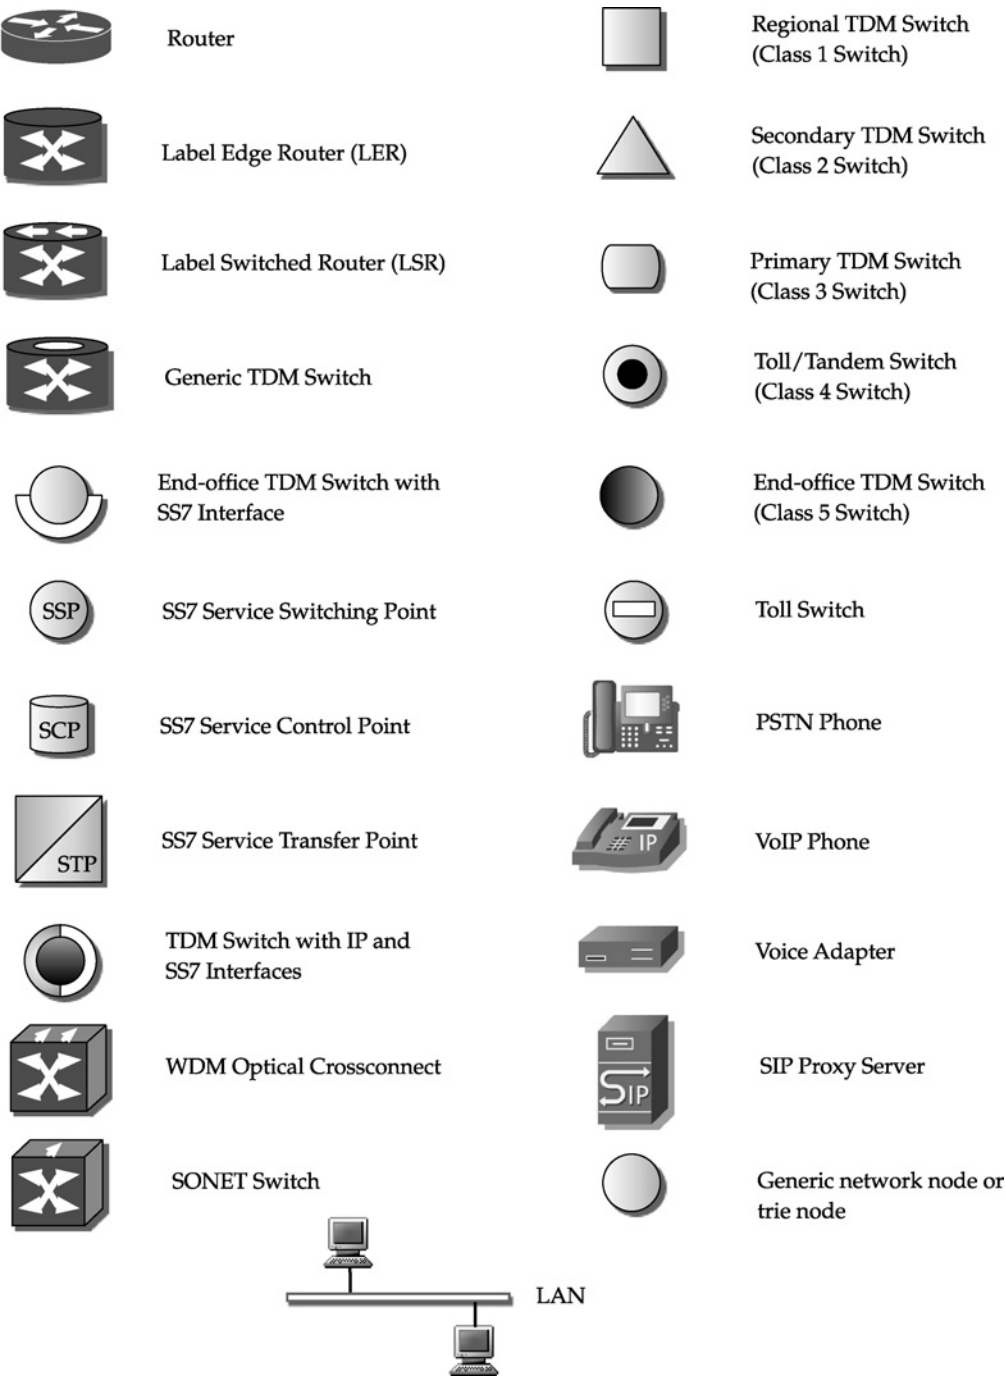 Router
Regional TDM Switch
(Class 1 Switch)
Label Edge Router (LER)
Secondary TDM Switch
(Class 2 Switch)
Label Switched Router (LSR)
Primary TDM Switch
(Class 3 Switch)
Generic TDM Switch
Toll/Tandem Switch
(Class 4 Switch)
End-office TDM Switch with
SS7 Interface
End-office TDM Switch
(Class 5 Switch)
SSP
SS7 Service Switching Point
Toll Switch
SCP
SS7 Service Control Point
PSTN Phone
STP
SS7 Service Transfer Point
IP
VoIP Phone
TDM Switch with IP and
SS7 Interfaces
Voice Adapter
WDM Optical Crossconnect
SIP
SIP Proxy Server
SONET Switch
Generic network node or
trie node
LAN